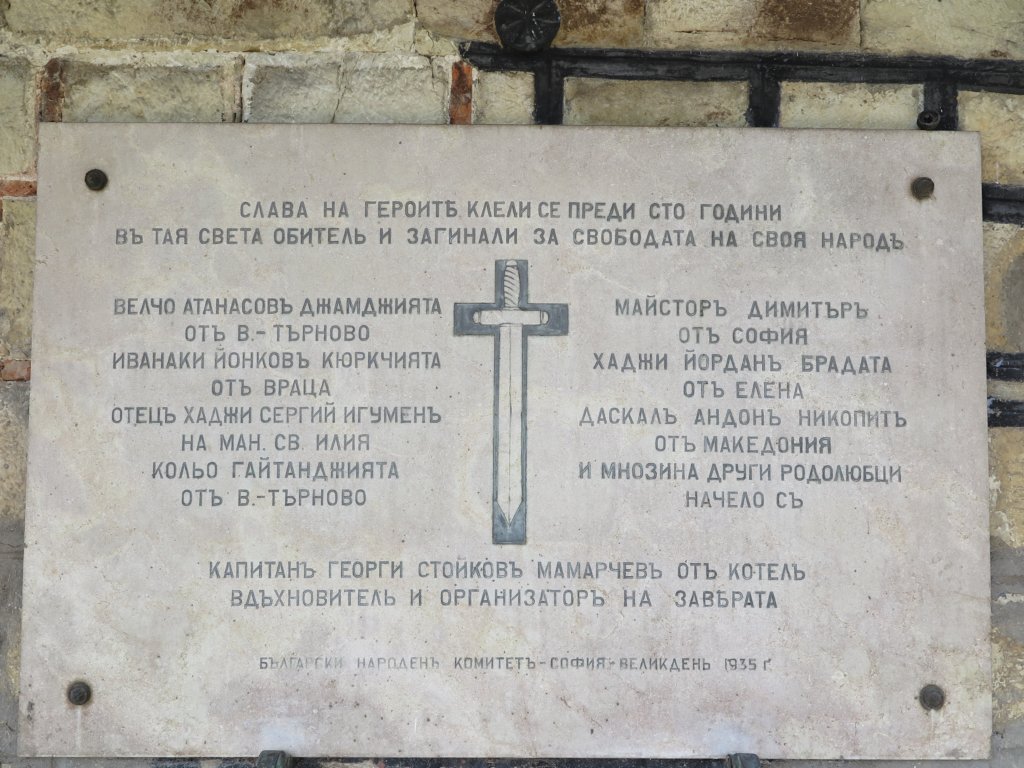 СЛАВА НА ГЕРОИТѢ КЛЕЛИ СЕ ПРЕДИ СТО ГОДИНИ
ВЪ ТАЯ СВЕТА ОБИТЕЛЬ И ЗАГИНАЛИ ЗА СВОБОДАТА НА СВОЯ НАРОДЪ
ВЕЛЧО АТАНАСОВЪ ДЖАМДЖИЯТА
ОТЪ В.-ТЪРНОВО
ИВАНАКИ ЙОНКОВЪ КЮРКЧИЯТА
ОТЪ ВРАЦА
ОТЕЦЪ ХАДЖИ СЕРГИЙ ИГУМЕНЪ
НА МАН. СВ. ИЛИЯ
КОЛЬО ГАЙТАНДЖИЯТА
ОТЪ В.-ТЪРНОВО
МАЙСТОРЪ ДИМИТЪРЪ
ОТЪ СОФИЯ
ХАДЖИ ЙОРДАНЪ БРАДАТА
ОТЪ ЕЛЕНА
ДАСКАЛЪ АНДОНЪ НИКОПИТЪ
ОТЪ МАКЕДОНИЯ
И МНОЗИНА ДРУГИ РОДОЛЮБЦИ
НАЧЕЛО СЪ
КАПИТАНЪ ГЕОРГИ СТОЙКОВЪ МАМАРЧЕВЪ ОТЪ КОТЕЛЪ
ВДЪХНОВИТЕЛЬ И ОРГАНИЗАТОРЪ НА ЗАВѢРАТА
БЪЛГАРСКИ НАРОДЕНЪ КОМИТЕТЪ-СОФИЯ-ВЕЛИКДЕНЬ 1935 Г